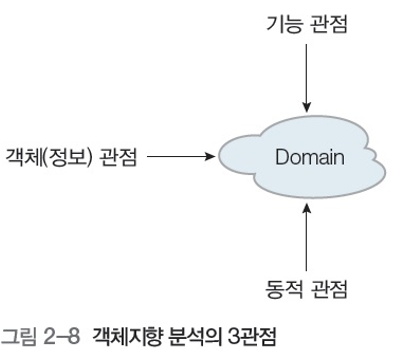 기능 관점
객체(정보) 관점
Domain
동적 관점
그림 2-8 객체지향 분석의 3관점